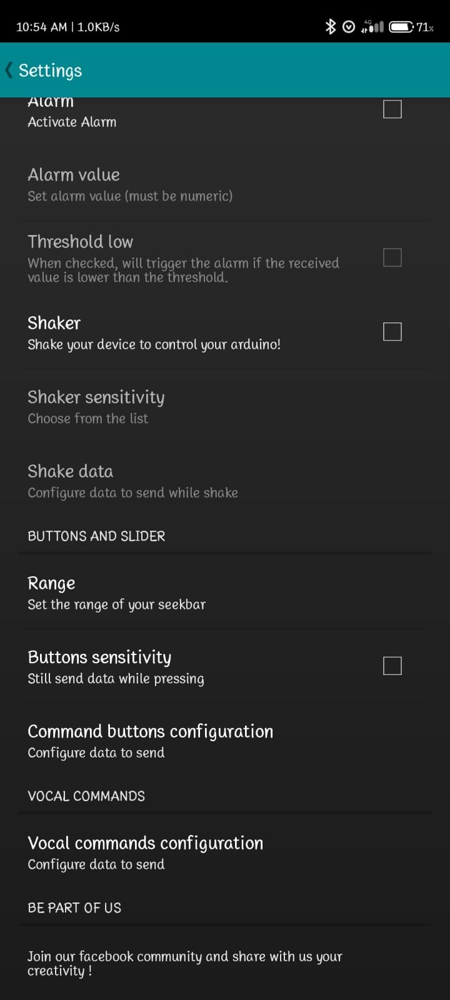 10:54 AM | 1.0KB/s 4G 71%
Settings
Alarm
Activate Alarm
Alarm value
Set alarm value (must be numeric)
Threshold low
When checked, will trigger the alarm if the received
value is lower than the threshold.
Shaker
Shake your device to control your arduino!
Shaker sensitivity
Choose from the list
Shake data
Configure data to send while shake
BUTTONS AND SLIDER
Range
Set the range of your seekbar
Buttons sensitivity
Still send data while pressing
Command buttons configuration
Configure data to send
VOCAL COMMANDS
Vocal commands configuration
Configure data to send
BE PART OF US
Join our facebook community and share with us your
creativity !